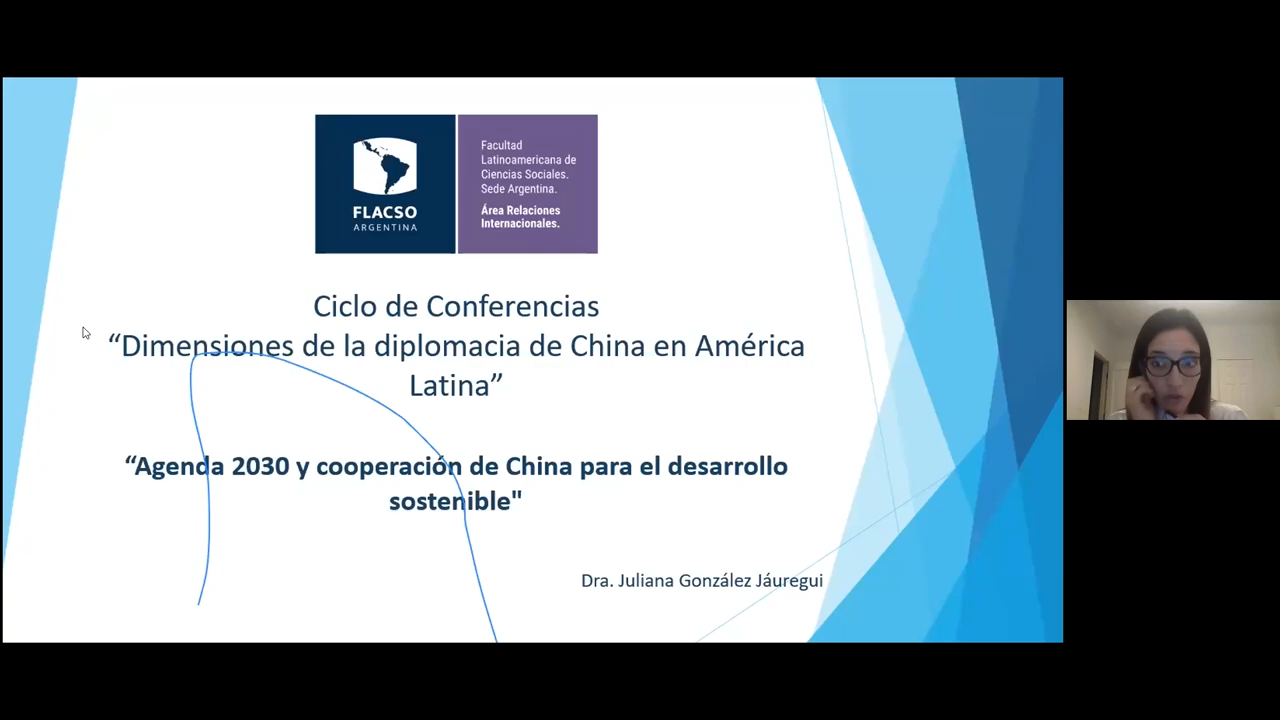 FLACSO
ARGENTINA
Facultad
Latinoamericana de
Ciencias Sociales.
Sede Argentina.
Área Relaciones
Internacionales.
Ciclo de Conferencias
“Dimensiones de la diplomacia de China en América
Latina”
“Agenda 2030 y cooperación de China para el desarrollo
sostenible"
Dra. Juliana González Jáuregui